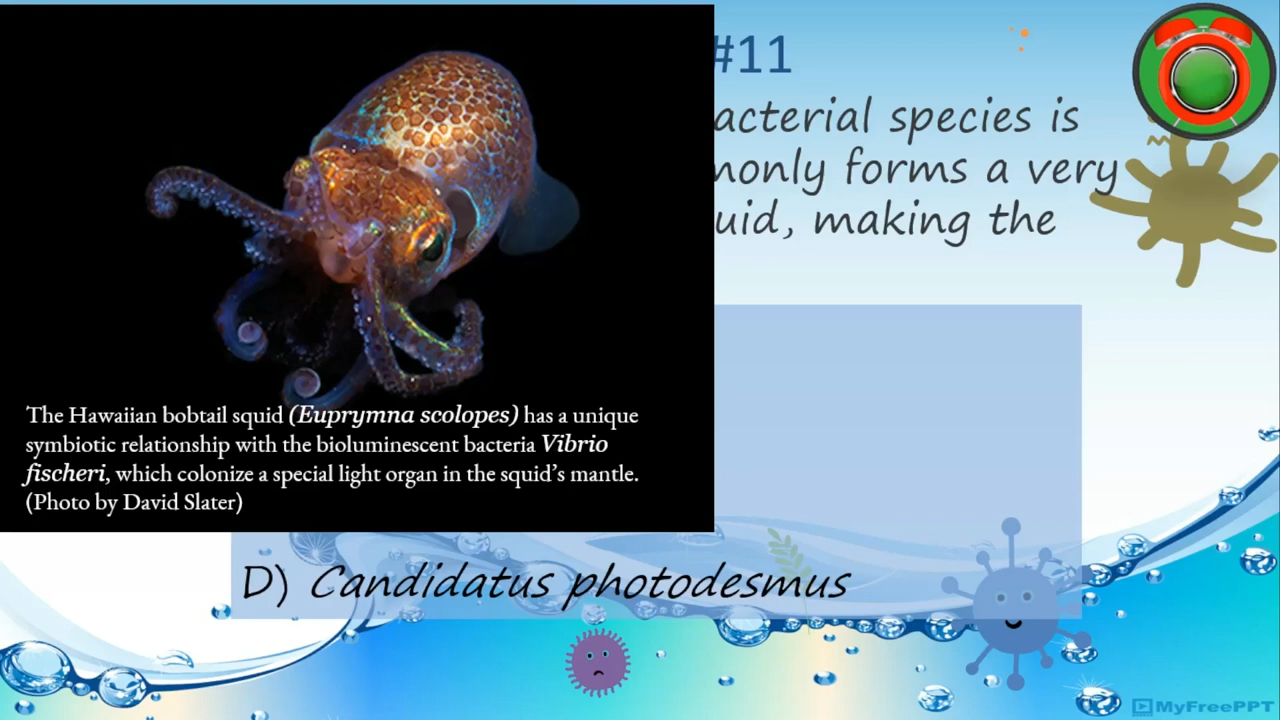 #11
acterial species is
monly forms a very
uid, making the
The Hawaiian bobtail squid (Euprymna scolopes) has a unique
symbiotic relationship with the bioluminescent bacteria Vibrio
fischeri, which colonize a special light organ in the squid’s mantle.
(Photo by David Slater)
D) Candidatus photodesmus
MyFreePPT